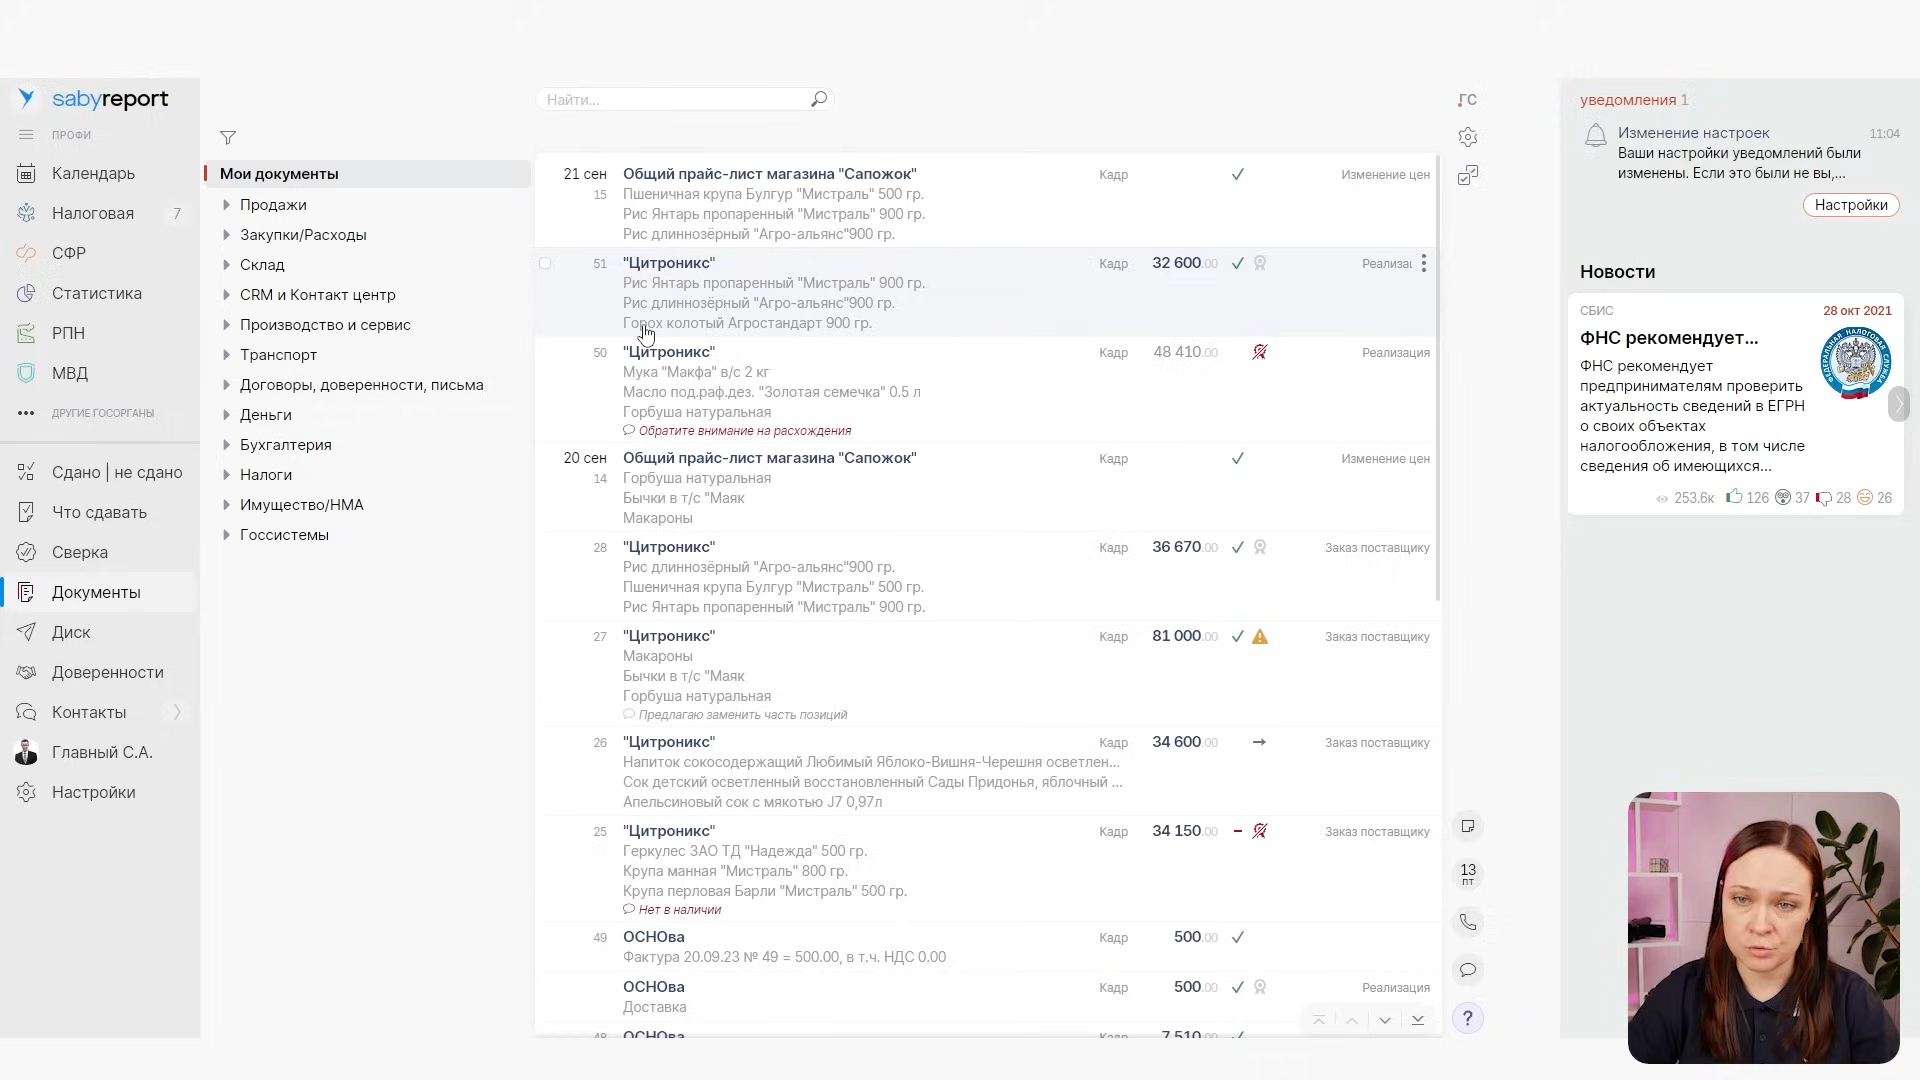 sabyreport
ПРОФИ
Календарь
Налоговая 7
СФР
Статистика
РПН
МВД
ДРУГИЕ ГОСОРГАНЫ
Сдано | не сдано
Что сдавать
Сверка
Документы
Диск
Доверенности
Контакты
Главный С.А.
Настройки
Мои документы
Продажи
Закупки/Расходы
Склад
CRM и Контакт центр
Производство и сервис
Транспорт
Договоры, доверенности, письма
Деньги
Бухгалтерия
Налоги
Имущество/НМА
Госсистемы
Найти...
21 сен Общий прайс-лист магазина "Сапожок" Кадр Изменение цен
15 Пшеничная крупа Булгур "Мистраль" 500 гр.
Рис Янтарь пропаренный "Мистраль" 900 гр.
Рис длиннозёрный "Агро-альянс"900 гр.
51 "Цитроникс" Кадр 32 600.00 Реализац
Рис Янтарь пропаренный "Мистраль" 900 гр.
Рис длиннозёрный "Агро-альянс"900 гр.
Горох колотый Агростандарт 900 гр.
50 "Цитроникс" Кадр 48 410.00 Реализация
Мука "Макфа" в/с 2 кг
Масло под.раф.дез. "Золотая семечка" 0.5 л
Горбуша натуральная
Обратите внимание на расхождения
20 сен Общий прайс-лист магазина "Сапожок" Кадр Изменение цен
14 Горбуша натуральная
Бычки в т/с "Маяк
Макароны
28 "Цитроникс" Кадр 36 670.00 Заказ поставщику
Рис длиннозёрный "Агро-альянс"900 гр.
Пшеничная крупа Булгур "Мистраль" 500 гр.
Рис Янтарь пропаренный "Мистраль" 900 гр.
27 "Цитроникс" Кадр 81 000.00 Заказ поставщику
Макароны
Бычки в т/с "Маяк
Горбуша натуральная
Предлагаю заменить часть позиций
26 "Цитроникс" Кадр 34 600.00 Заказ поставщику
Напиток сокосодержащий Любимый Яблоко-Вишня-Черешня осветлен...
Сок детский осветленный восстановленный Сады Придонья, яблочный ...
Апельсиновый сок с мякотью J7 0,97л
25 "Цитроникс" Кадр 34 150.00 Заказ поставщику
Геркулес ЗАО ТД "Надежда" 500 гр.
Крупа манная "Мистраль" 800 гр.
Крупа перловая Барли "Мистраль" 500 гр.
Нет в наличии
49 ОСНОва Кадр 500.00
Фактура 20.09.23 № 49 = 500.00, в т.ч. НДС 0.00
ОСНОва Кадр 500.00 Реализация
Доставка
48 ОСНОва Кадр 7 510.00
ГС
13
ПТ
?
уведомления 1
Изменение настроек 11:04
Ваши настройки уведомлений были
изменены. Если это были не вы,...
Настройки
Новости
СБИС 28 окт 2021
ФНС рекомендует...
ФНС рекомендует
предпринимателям проверить
актуальность сведений в ЕГРН
о своих объектах
налогообложения, в том числе
сведения об имеющихся...
ФЕДЕРАЛЬНАЯ НАЛОГОВАЯ СЛУЖБА
253.6к 126 37 28 26